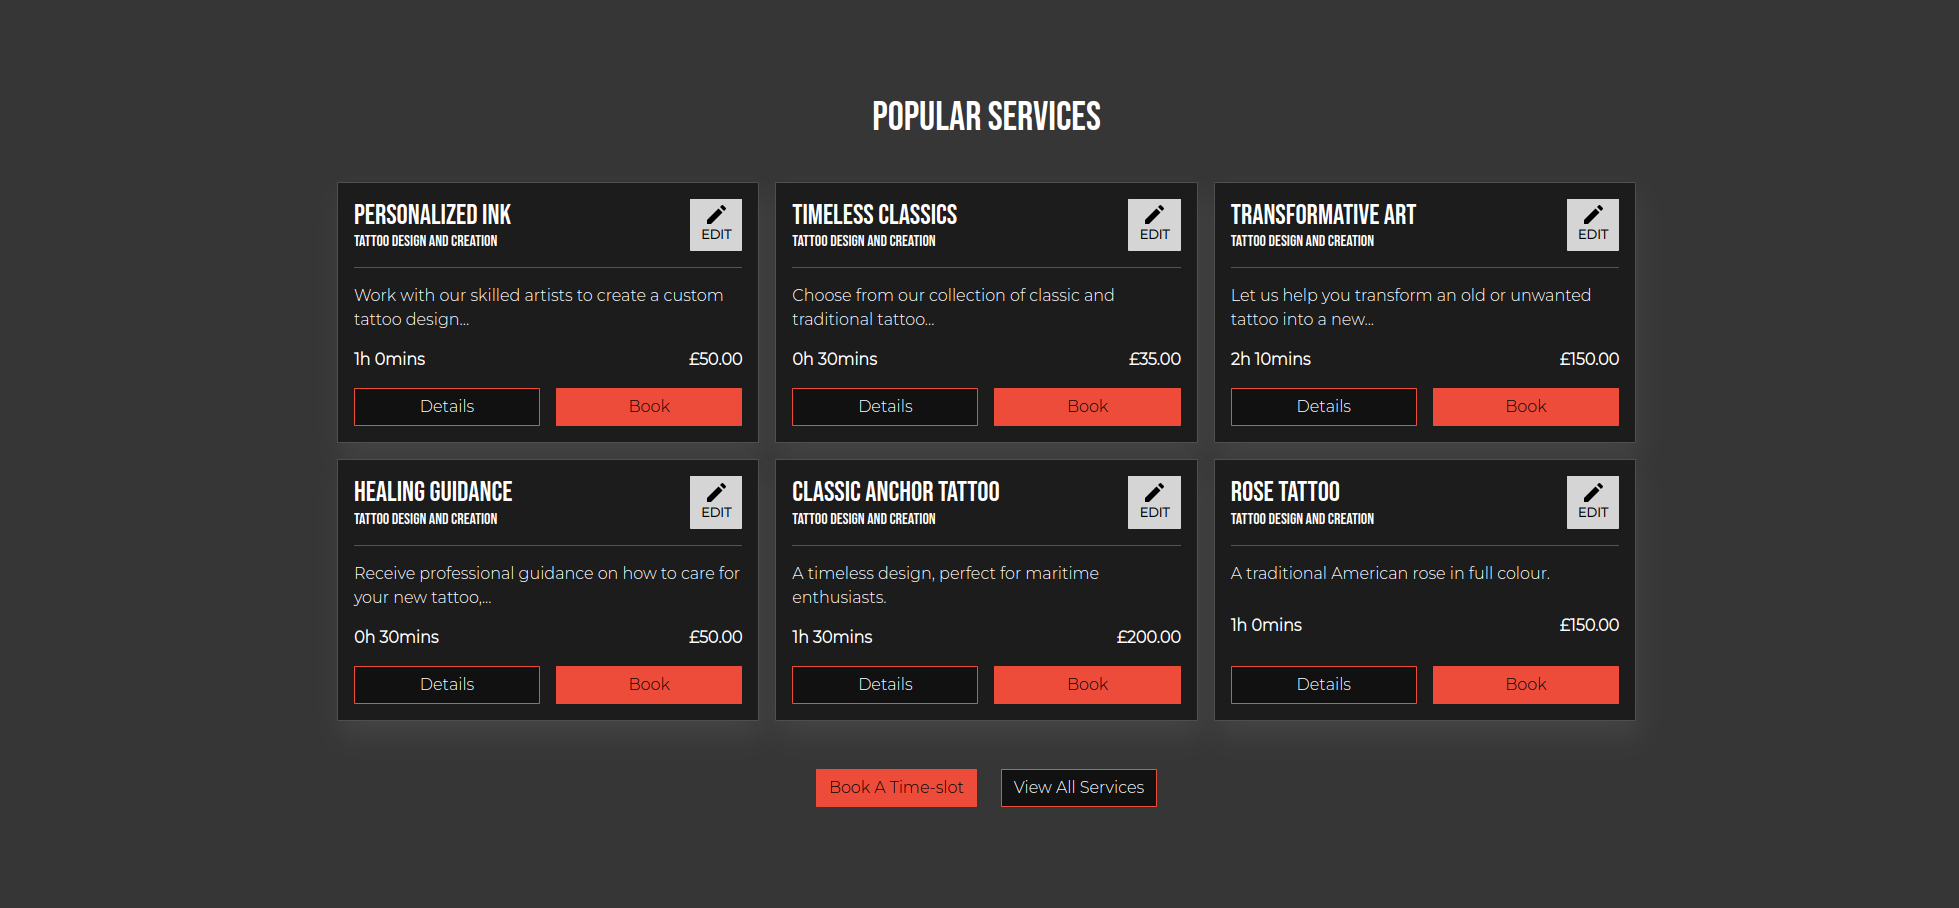 POPULAR SERVICES
PERSONALIZED INK
TATTOO DESIGN AND CREATION
EDIT
Work with our skilled artists to create a custom
tattoo design...
1h 0mins £50.00
Details Book
TIMELESS CLASSICS
TATTOO DESIGN AND CREATION
EDIT
Choose from our collection of classic and
traditional tattoo...
0h 30mins £35.00
Details Book
TRANSFORMATIVE ART
TATTOO DESIGN AND CREATION
EDIT
Let us help you transform an old or unwanted
tattoo into a new...
2h 10mins £150.00
Details Book
HEALING GUIDANCE
TATTOO DESIGN AND CREATION
EDIT
Receive professional guidance on how to care for
your new tattoo,...
0h 30mins £50.00
Details Book
CLASSIC ANCHOR TATTOO
TATTOO DESIGN AND CREATION
EDIT
A timeless design, perfect for maritime
enthusiasts.
1h 30mins £200.00
Details Book
ROSE TATTOO
TATTOO DESIGN AND CREATION
EDIT
A traditional American rose in full colour.
1h 0mins £150.00
Details Book
Book A Time-slot View All Services